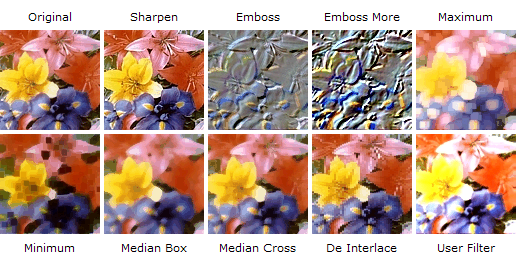 Original Sharpen Emboss Emboss More Maximum
Minimum Median Box Median Cross De Interlace User Filter